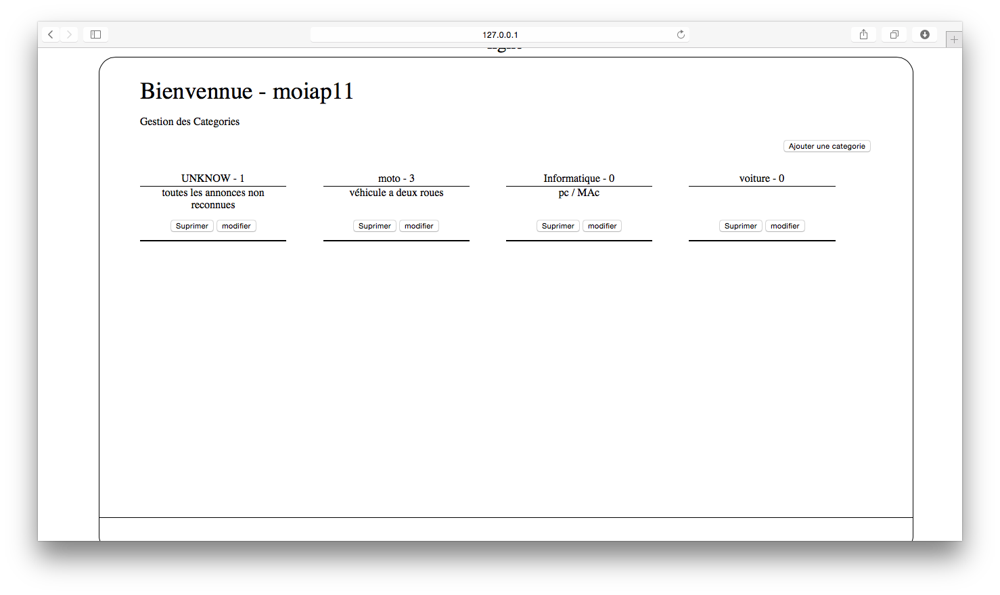 127.0.0.1
Bienvennue - moiap11
Gestion des Categories
Ajouter une categorie
UNKNOW - 1
toutes les annonces non
reconnues
Suprimer modifier
moto - 3
véhicule a deux roues
Suprimer modifier
Informatique - 0
pc / MAc
Suprimer modifier
voiture - 0
Suprimer modifier